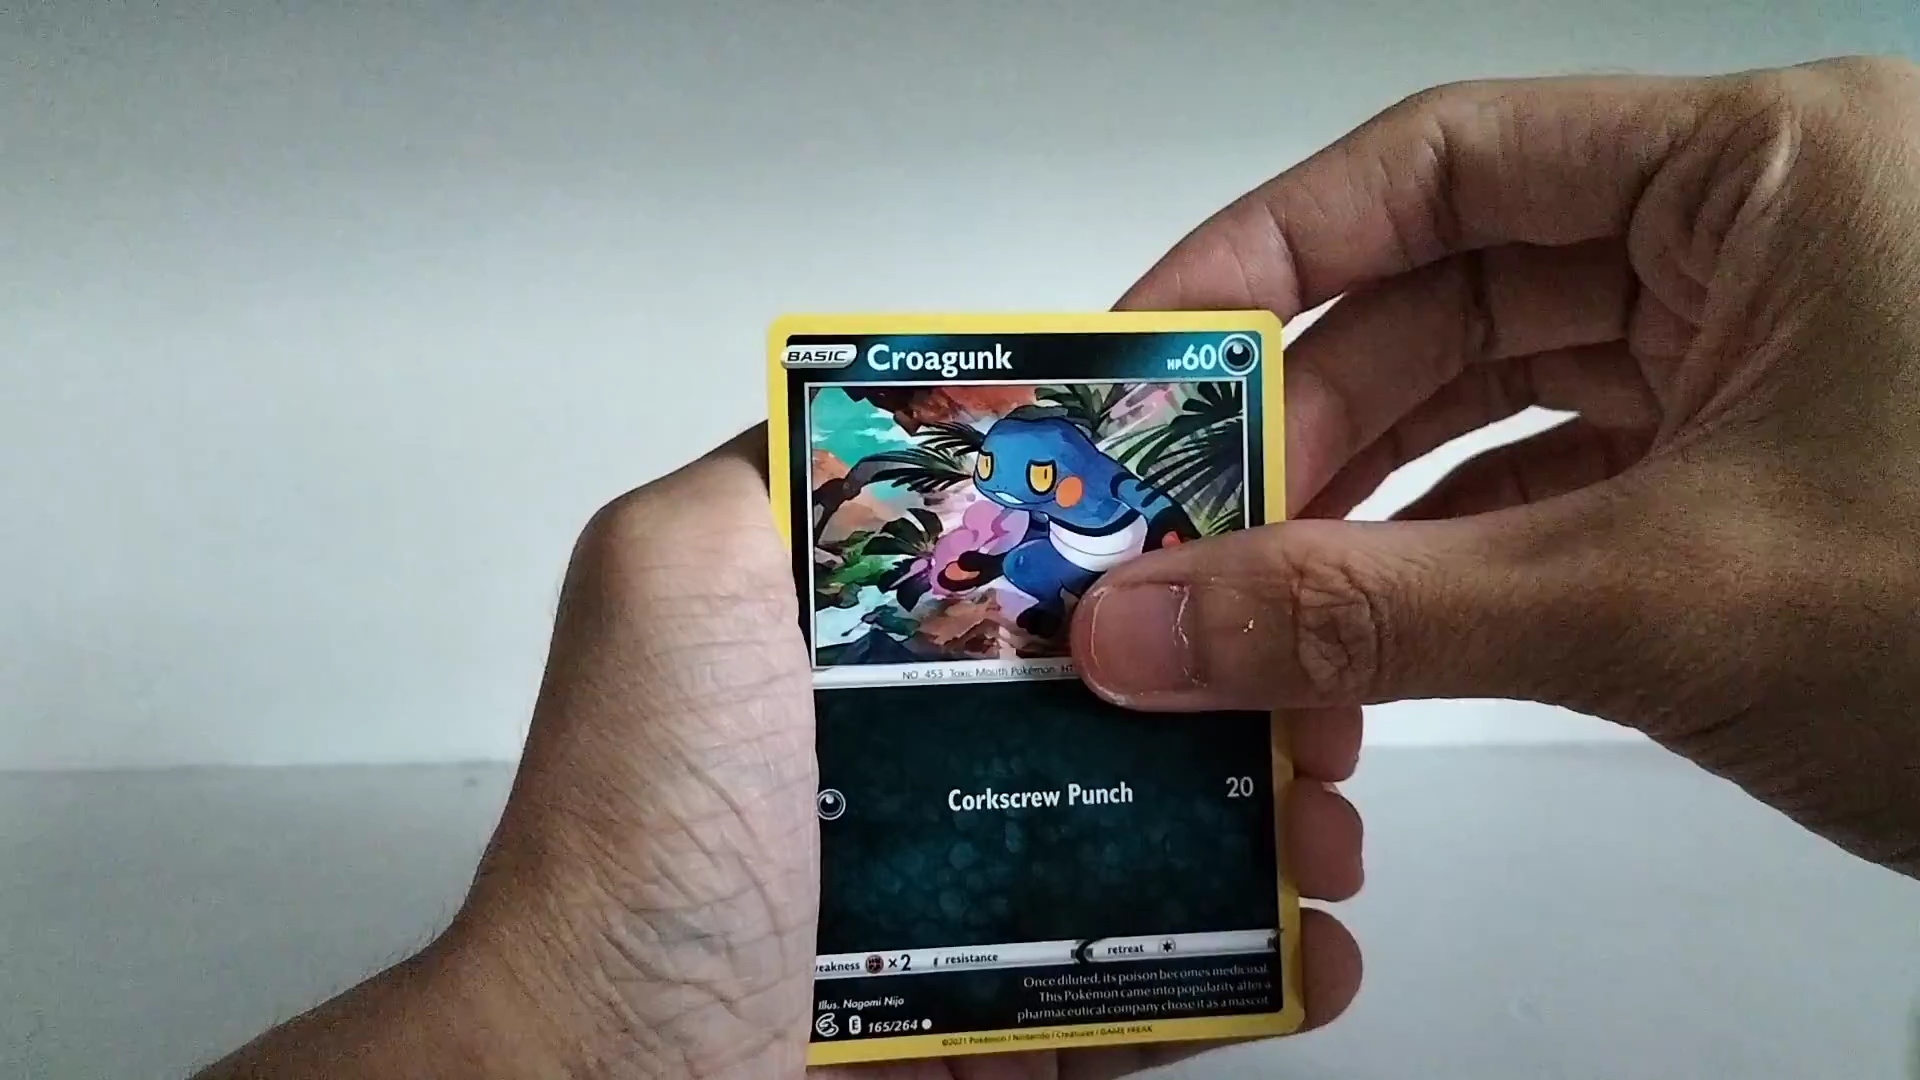 BASIC Croagunk HP60
NO. 453 Toxic Mouth Pokémon HT
Corkscrew Punch 20
eakness ×2 resistance retreat
Once diluted, its poison becomes medicinal.
This Pokémon came into popularity after a
pharmaceutical company chose it as a mascot.
Illus. Nagomi Nijo
E 165/264
©2021 Pokémon / Nintendo / Creatures / GAME FREAK